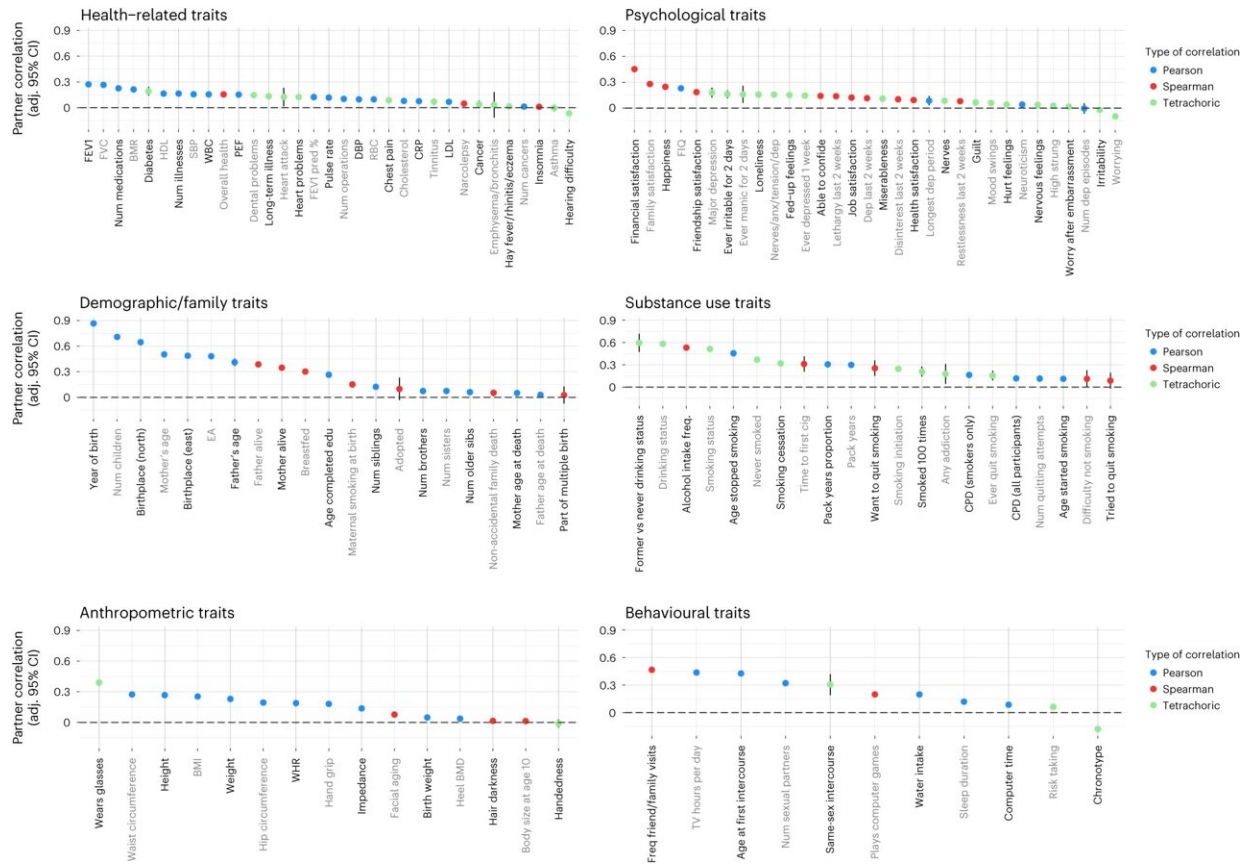 Health-related traits
Partner correlation
(adj. 95% CI)
0.9
0.6
0.3
0
FEV1
FVC
Num medications
BMR
Diabetes
HDL
Num illnesses
SBP
WBC
Overall health
PEF
Dental problems
Long-term illness
Heart attack
Heart problems
FEV1 pred %
Pulse rate
Num operations
DBP
RBC
Chest pain
Cholesterol
CRP
Tinnitus
LDL
Narcolepsy
Cancer
Emphysema/bronchitis
Hay fever/rhinitis/eczema
Num cancers
Insomnia
Asthma
Hearing difficulty
Psychological traits
0.9
0.6
0.3
0
Financial satisfaction
Family satisfaction
Happiness
FIQ
Friendship satisfaction
Major depression
Ever irritable for 2 days
Ever manic for 2 days
Loneliness
Nerves/anx/tension/dep
Fed-up feelings
Ever depressed 1 week
Able to confide
Lethargy last 2 weeks
Job satisfaction
Dep last 2 weeks
Miserableness
Disinterest last 2 weeks
Health satisfaction
Longest dep period
Nerves
Restlessness last 2 weeks
Guilt
Mood swings
Hurt feelings
Neuroticism
Nervous feelings
High strung
Worry after embarrassment
Num dep episodes
Irritability
Worrying
Type of correlation
Pearson
Spearman
Tetrachoric
Demographic/family traits
Partner correlation
(adj. 95% CI)
0.9
0.6
0.3
0
Year of birth
Num children
Birthplace (north)
Mother's age
Birthplace (east)
EA
Father's age
Father alive
Mother alive
Breastfed
Age completed edu
Maternal smoking at birth
Num siblings
Adopted
Num brothers
Num sisters
Num older sibs
Non-accidental family death
Mother age at death
Father age at death
Part of multiple birth
Substance use traits
0.9
0.6
0.3
0
Former vs never drinking status
Drinking status
Alcohol intake freq.
Smoking status
Age stopped smoking
Never smoked
Smoking cessation
Time to first cig
Pack years proportion
Pack years
Want to quit smoking
Smoking initiation
Smoked 100 times
Any addiction
CPD (smokers only)
Ever quit smoking
CPD (all participants)
Num quitting attempts
Age started smoking
Difficulty not smoking
Tried to quit smoking
Type of correlation
Pearson
Spearman
Tetrachoric
Anthropometric traits
Partner correlation
(adj. 95% CI)
0.9
0.6
0.3
0
Wears glasses
Waist circumference
Height
BMI
Weight
Hip circumference
WHR
Hand grip
Impedance
Facial aging
Birth weight
Heel BMD
Hair darkness
Body size at age 10
Handedness
Behavioural traits
0.9
0.6
0.3
0
Freq friend/family visits
TV hours per day
Age at first intercourse
Num sexual partners
Same-sex intercourse
Plays computer games
Water intake
Sleep duration
Computer time
Risk taking
Chronotype
Type of correlation
Pearson
Spearman
Tetrachoric